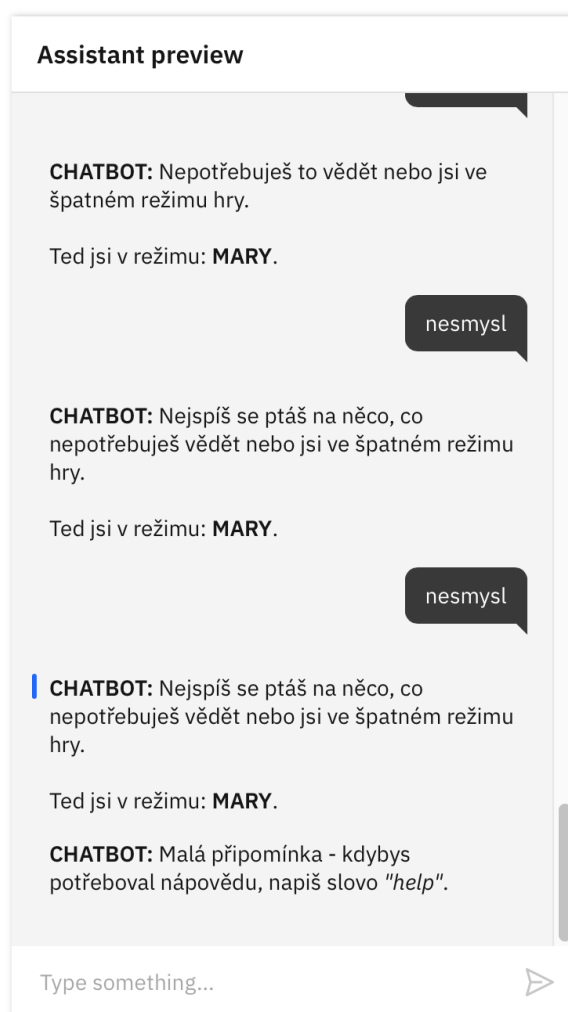 Assistant preview
CHATBOT: Nepotřebuješ to vědět nebo jsi ve
špatném režimu hry.
Ted jsi v režimu: MARY.
nesmysl
CHATBOT: Nejspíš se ptáš na něco, co
nepotřebuješ vědět nebo jsi ve špatném režimu
hry.
Ted jsi v režimu: MARY.
nesmysl
CHATBOT: Nejspíš se ptáš na něco, co
nepotřebuješ vědět nebo jsi ve špatném režimu
hry.
Ted jsi v režimu: MARY.
CHATBOT: Malá připomínka - kdybys
potřeboval nápovědu, napiš slovo "help".
Type something...